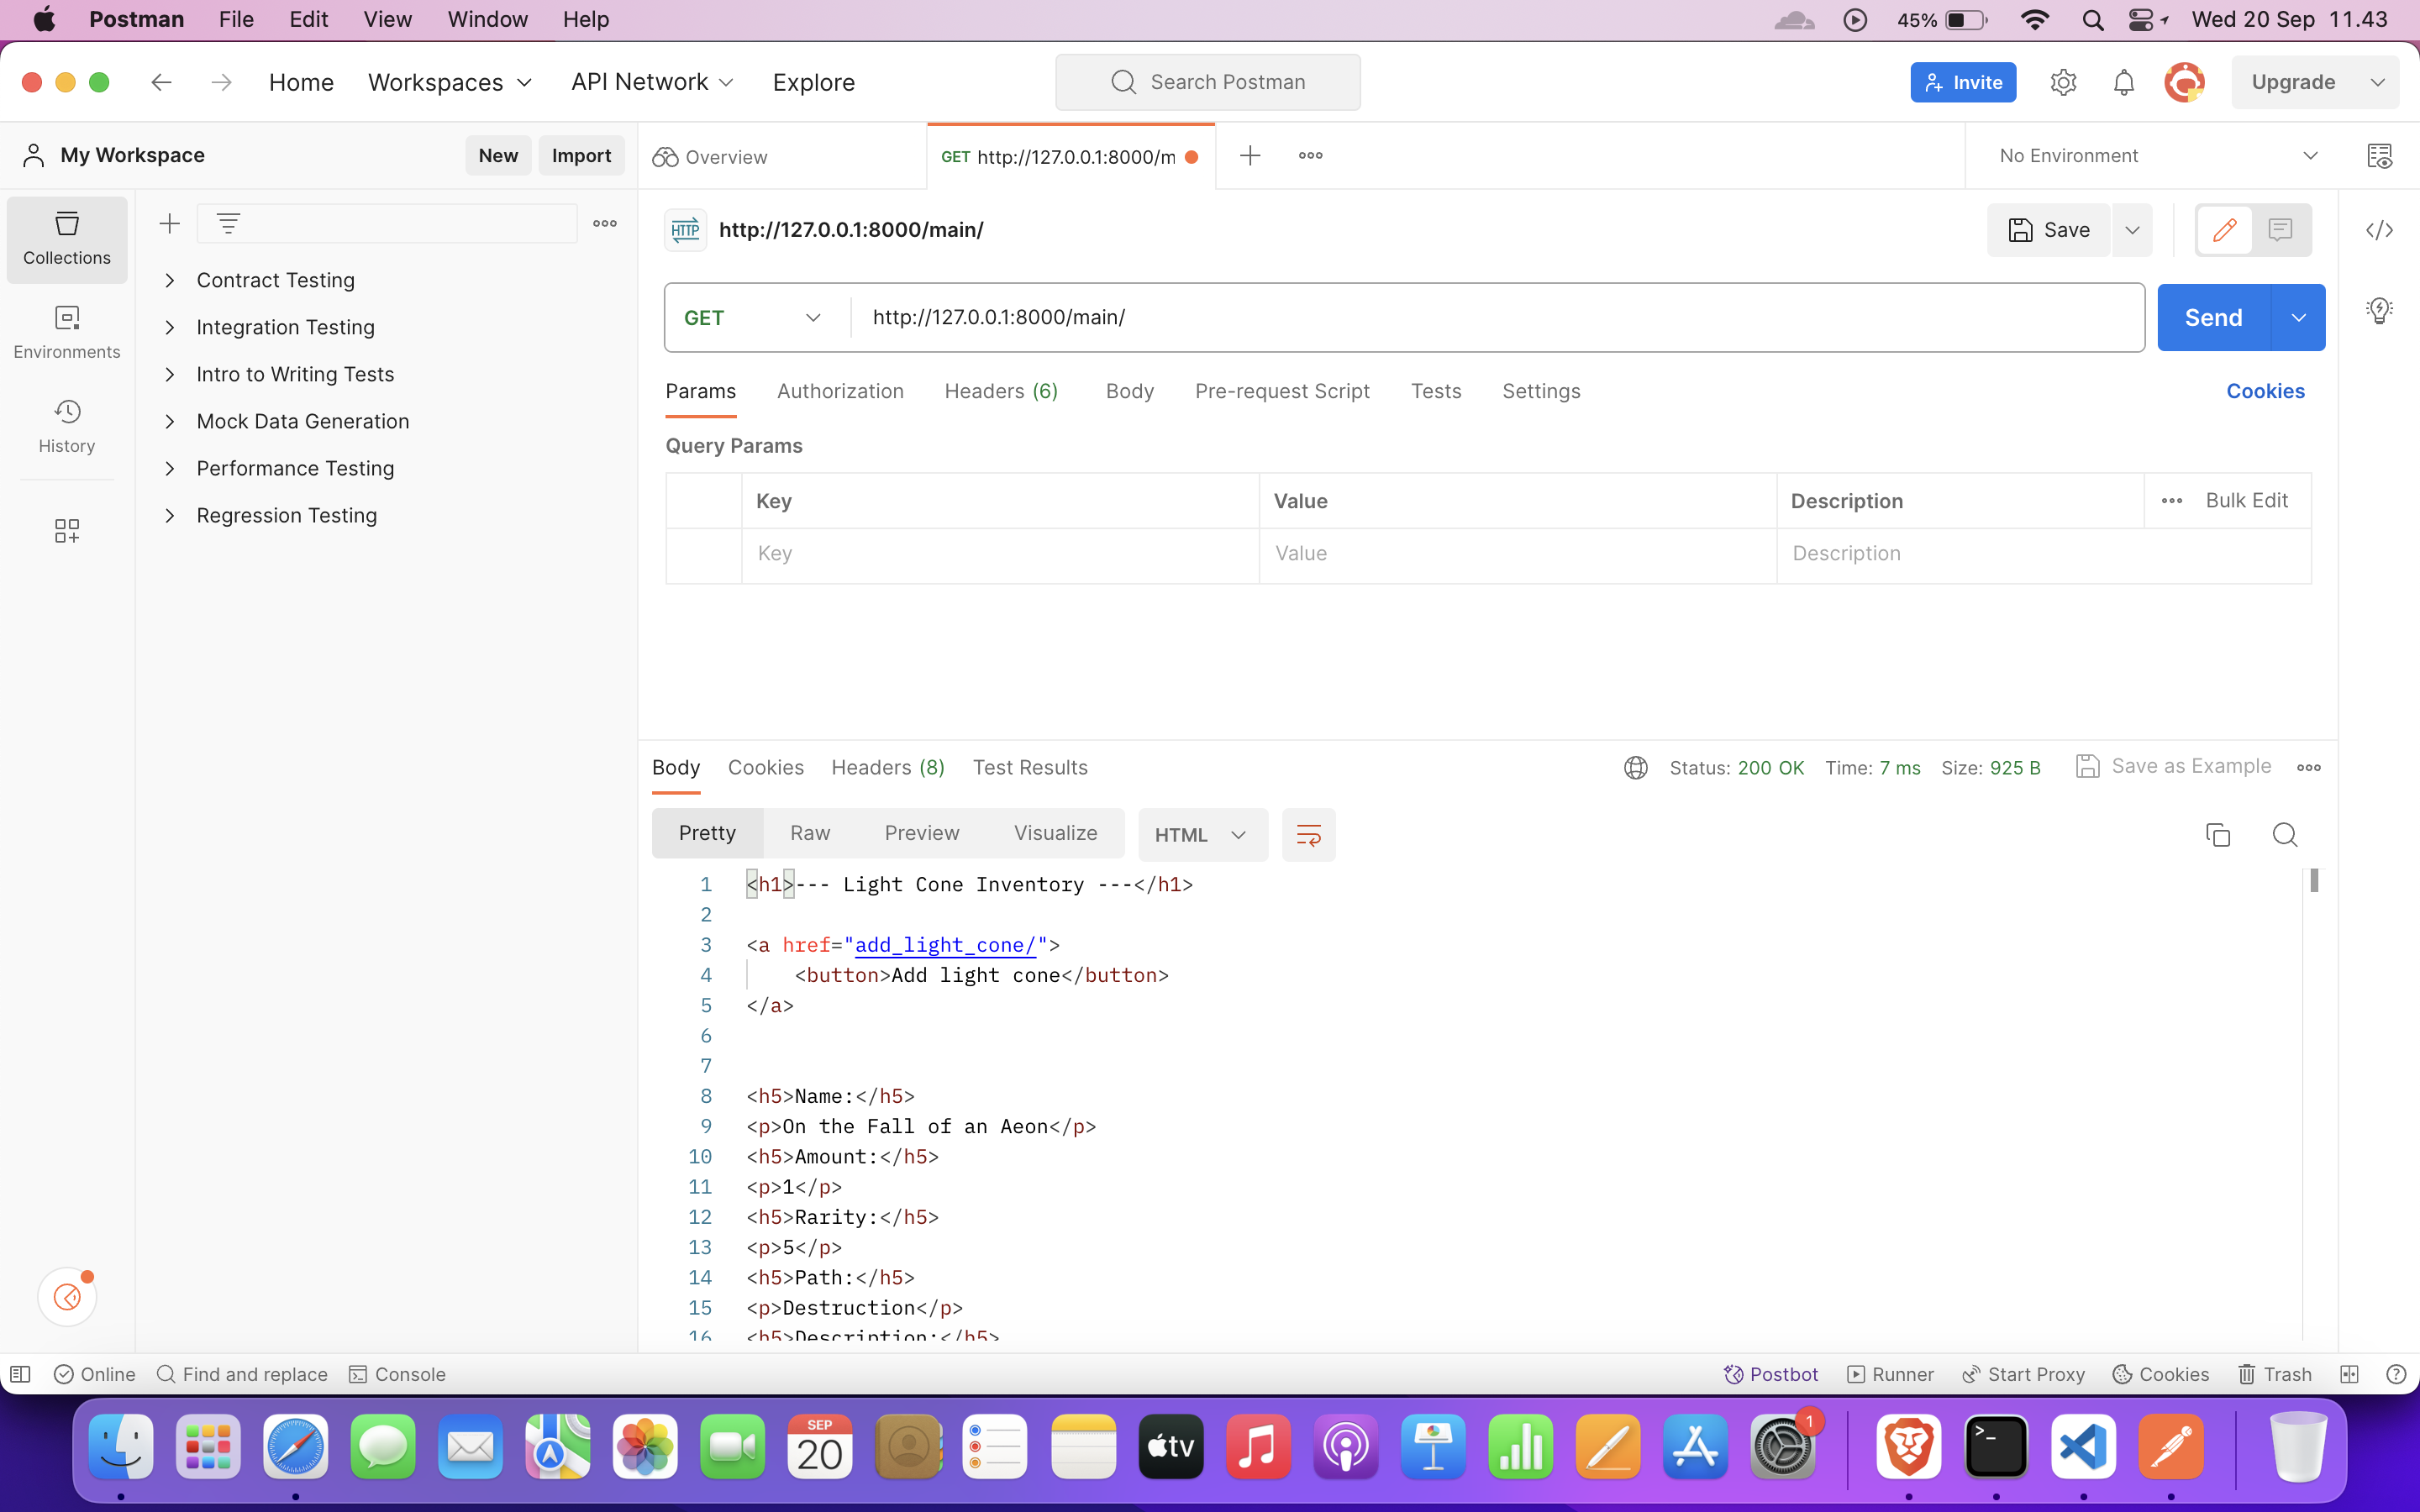 Postman File Edit View Window Help 45% Wed 20 Sep 11.43
Home Workspaces API Network Explore Search Postman Invite Upgrade
My Workspace New Import Overview GET http://127.0.0.1:8000/m No Environment
Collections
Environments
History
Contract Testing
Integration Testing
Intro to Writing Tests
Mock Data Generation
Performance Testing
Regression Testing
HTTP http://127.0.0.1:8000/main/ Save
GET http://127.0.0.1:8000/main/ Send
Params Authorization Headers (6) Body Pre-request Script Tests Settings Cookies
Query Params
Key Value Description Bulk Edit
Key Value Description
Body Cookies Headers (8) Test Results Status: 200 OK Time: 7 ms Size: 925 B Save as Example
Pretty Raw Preview Visualize HTML
1 <h1>--- Light Cone Inventory ---</h1>
2
3 <a href="add_light_cone/">
4 <button>Add light cone</button>
5 </a>
6
7
8 <h5>Name:</h5>
9 <p>On the Fall of an Aeon</p>
10 <h5>Amount:</h5>
11 <p>1</p>
12 <h5>Rarity:</h5>
13 <p>5</p>
14 <h5>Path:</h5>
15 <p>Destruction</p>
16 <h5>Description:</h5>
Online Find and replace Console Postbot Runner Start Proxy Cookies Trash
SEP
20
tv
1